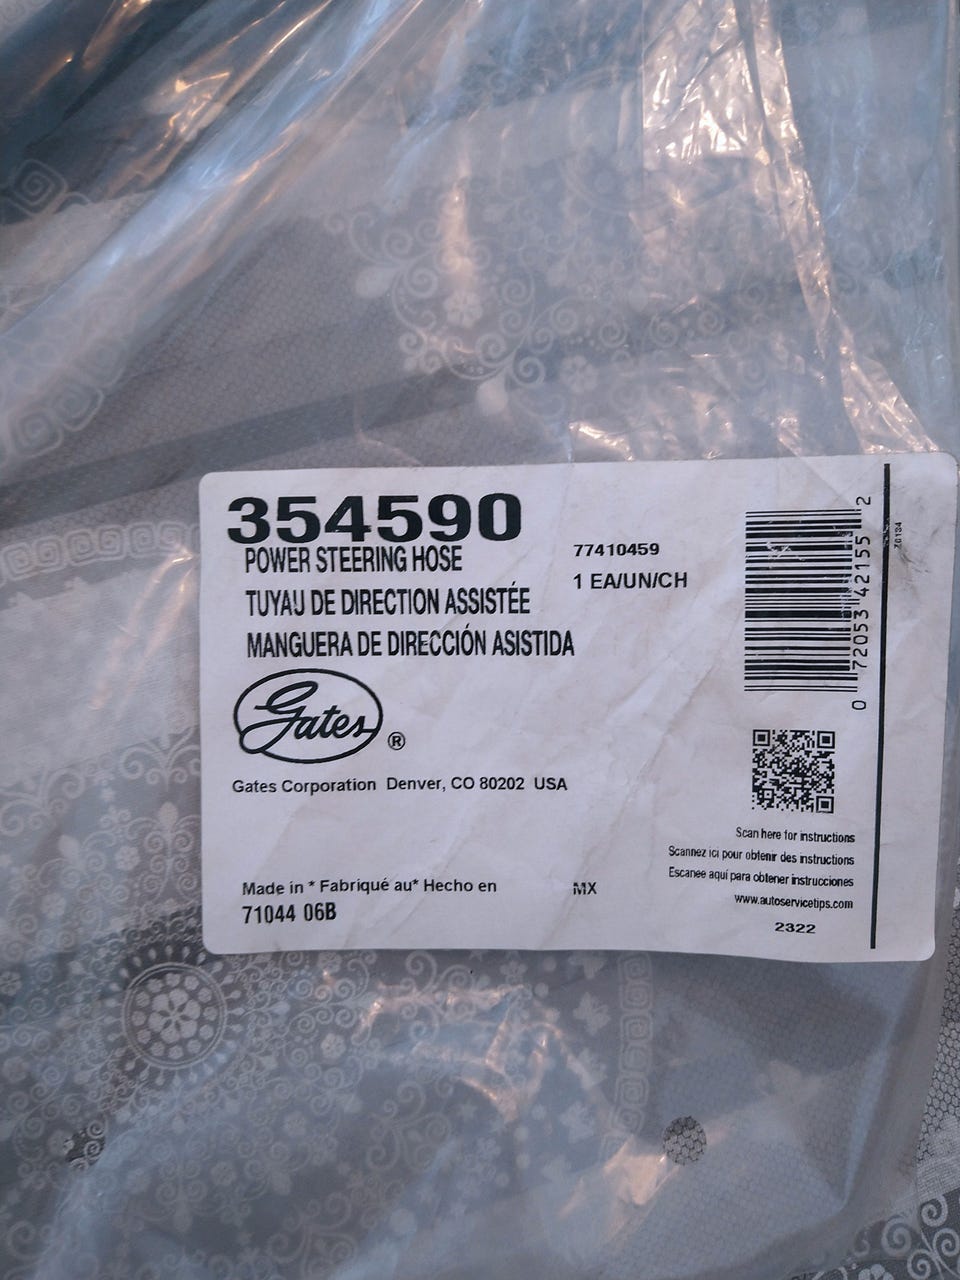 354590
POWER STEERING HOSE
77410459
TUYAU DE DIRECTION ASSISTÉE
1 EA/UN/CH
MANGUERA DE DIRECCIÓN ASISTIDA
Gates ®
Gates Corporation Denver, CO 80202 USA
Made in * Fabriqué au* Hecho en MX
71044 06B
0 72053 42155 2
Z0134
Scan here for instructions
Scannez ici pour obtenir des instructions
Escanee aquí para obtener instrucciones
www.autoservicetips.com
2322